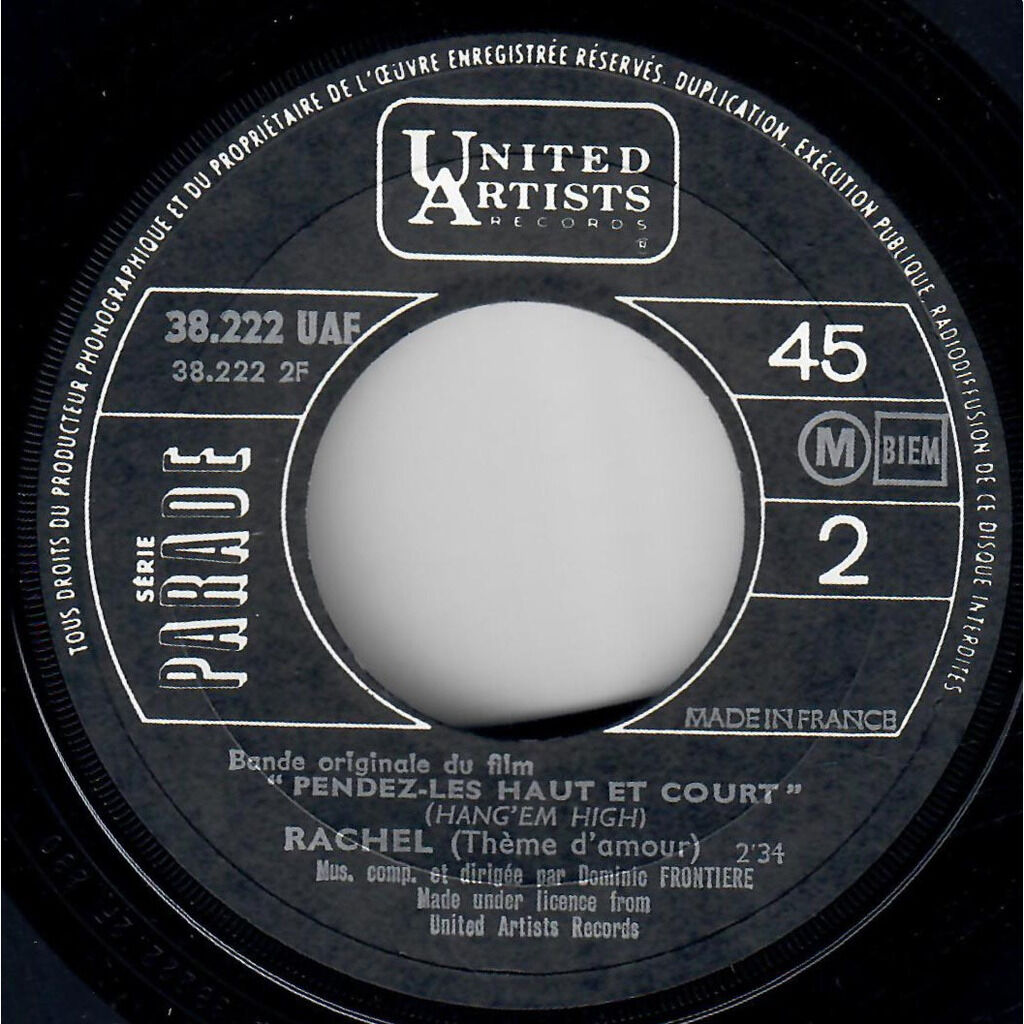 TOUS DROITS DU PRODUCTEUR PHONOGRAPHIQUE ET DU PROPRIÉTAIRE DE L'ŒUVRE ENREGISTRÉE RÉSERVÉS. DUPLICATION, EXÉCUTION PUBLIQUE, RADIODIFFUSION DE CE DISQUE INTERDITES
UNITED
ARTISTS
RECORDS
38.222 UAF
38.222 2F
45
M BIEM
SÉRIE
PARADE
2
MADE IN FRANCE
Bande originale du film
"PENDEZ-LES HAUT ET COURT"
(HANG'EM HIGH)
RACHEL (Thème d'amour) 2'34
Mus. comp. et dirigée par Dominic FRONTIERE
Made under licence from
United Artists Records